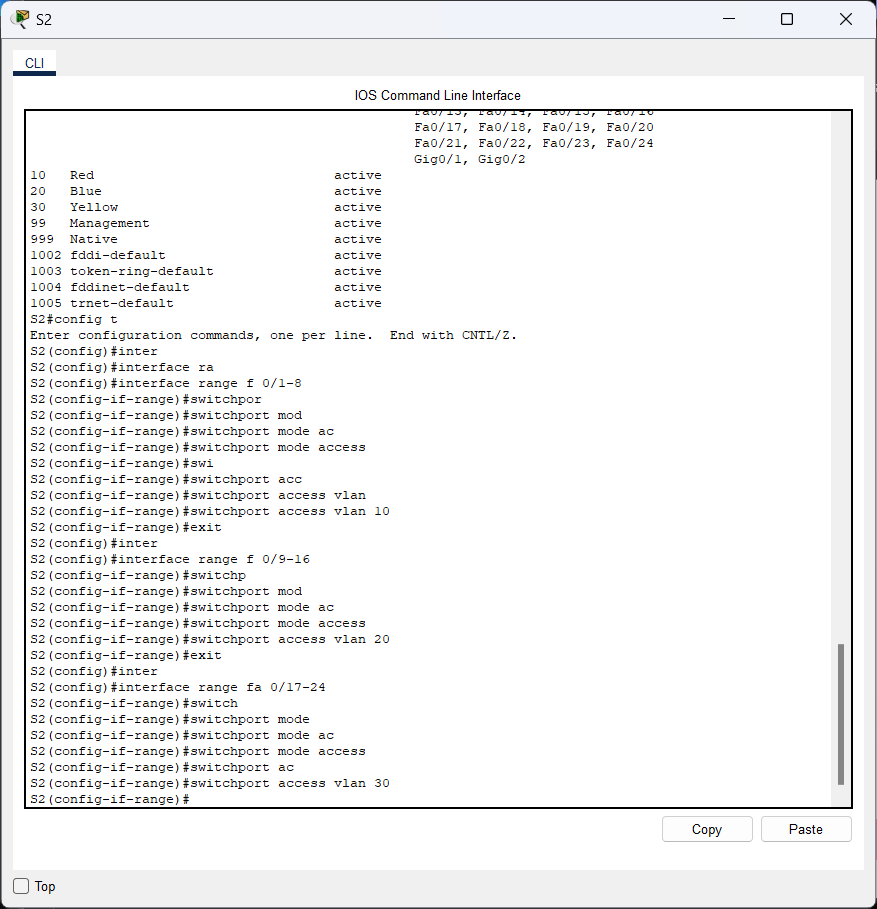 S2
CLI
IOS Command Line Interface
Fa0/13, Fa0/14, Fa0/15, Fa0/16
Fa0/17, Fa0/18, Fa0/19, Fa0/20
Fa0/21, Fa0/22, Fa0/23, Fa0/24
Gig0/1, Gig0/2
10 Red active
20 Blue active
30 Yellow active
99 Management active
999 Native active
1002 fddi-default active
1003 token-ring-default active
1004 fddinet-default active
1005 trnet-default active
S2#config t
Enter configuration commands, one per line. End with CNTL/Z.
S2(config)#inter
S2(config)#interface ra
S2(config)#interface range f 0/1-8
S2(config-if-range)#switchpor
S2(config-if-range)#switchport mod
S2(config-if-range)#switchport mode ac
S2(config-if-range)#switchport mode access
S2(config-if-range)#swi
S2(config-if-range)#switchport acc
S2(config-if-range)#switchport access vlan
S2(config-if-range)#switchport access vlan 10
S2(config-if-range)#exit
S2(config)#inter
S2(config)#interface range f 0/9-16
S2(config-if-range)#switchp
S2(config-if-range)#switchport mod
S2(config-if-range)#switchport mode ac
S2(config-if-range)#switchport mode access
S2(config-if-range)#switchport access vlan 20
S2(config-if-range)#exit
S2(config)#inter
S2(config)#interface range fa 0/17-24
S2(config-if-range)#switch
S2(config-if-range)#switchport mode
S2(config-if-range)#switchport mode ac
S2(config-if-range)#switchport mode access
S2(config-if-range)#switchport ac
S2(config-if-range)#switchport access vlan 30
S2(config-if-range)#
Copy
Paste
Top